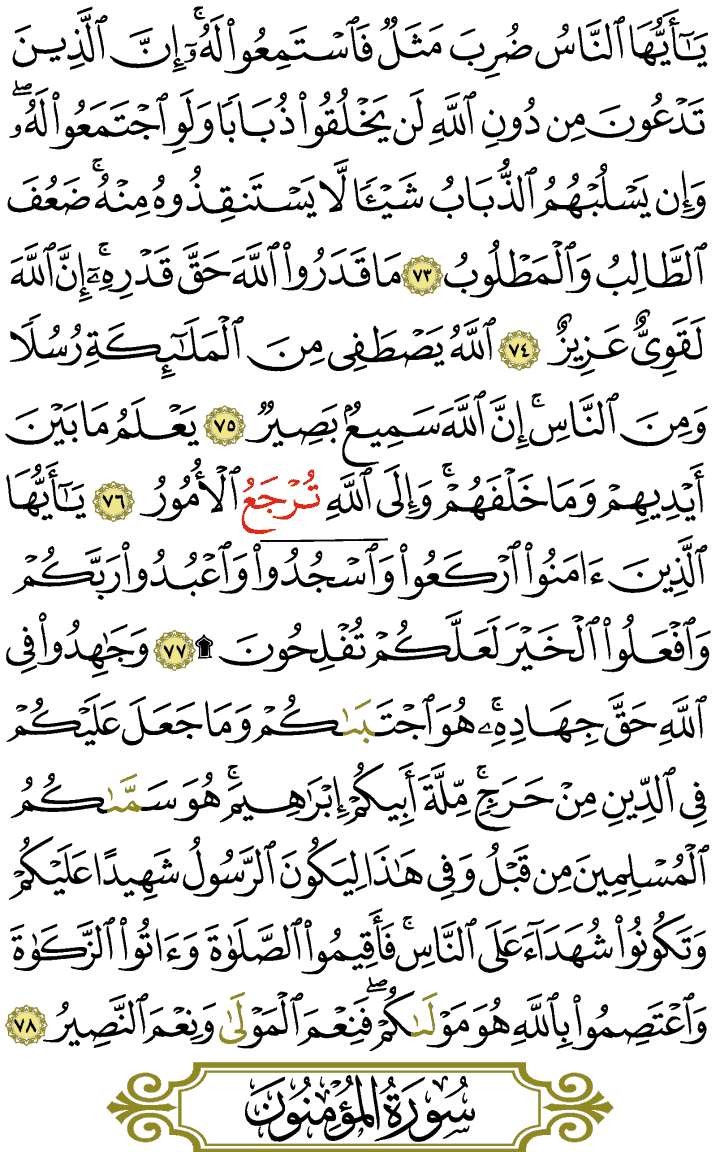 يَـٰٓأَيُّهَا ٱلنَّاسُ ضُرِبَ مَثَلٌ فَٱسْتَمِعُوا۟ لَهُۥٓ ۚ إِنَّ ٱلَّذِينَ
تَدْعُونَ مِن دُونِ ٱللَّهِ لَن يَخْلُقُوا۟ ذُبَابًا وَلَوِ ٱجْتَمَعُوا۟ لَهُۥ ۖ
وَإِن يَسْلُبْهُمُ ٱلذُّبَابُ شَيْـًٔا لَّا يَسْتَنقِذُوهُ مِنْهُ ۚ ضَعُفَ
ٱلطَّالِبُ وَٱلْمَطْلُوبُ ٧٣ مَا قَدَرُوا۟ ٱللَّهَ حَقَّ قَدْرِهِۦٓ ۚ إِنَّ ٱللَّهَ
لَقَوِىٌّ عَزِيزٌ ٧٤ ٱللَّهُ يَصْطَفِى مِنَ ٱلْمَلَـٰٓئِكَةِ رُسُلًا
وَمِنَ ٱلنَّاسِ ۚ إِنَّ ٱللَّهَ سَمِيعٌۢ بَصِيرٌ ٧٥ يَعْلَمُ مَا بَيْنَ
أَيْدِيهِمْ وَمَا خَلْفَهُمْ ۚ وَإِلَى ٱللَّهِ تُرْجَعُ ٱلْأُمُورُ ٧٦ يَـٰٓأَيُّهَا
ٱلَّذِينَ ءَامَنُوا۟ ٱرْكَعُوا۟ وَٱسْجُدُوا۟ وَٱعْبُدُوا۟ رَبَّكُمْ
وَٱفْعَلُوا۟ ٱلْخَيْرَ لَعَلَّكُمْ تُفْلِحُونَ ۩ ٧٧ وَجَـٰهِدُوا۟ فِى
ٱللَّهِ حَقَّ جِهَادِهِۦ ۚ هُوَ ٱجْتَبَىٰكُمْ وَمَا جَعَلَ عَلَيْكُمْ
فِى ٱلدِّينِ مِنْ حَرَجٍ ۚ مِّلَّةَ أَبِيكُمْ إِبْرَٰهِيمَ ۚ هُوَ سَمَّىٰكُمُ
ٱلْمُسْلِمِينَ مِن قَبْلُ وَفِى هَـٰذَا لِيَكُونَ ٱلرَّسُولُ شَهِيدًا عَلَيْكُمْ
وَتَكُونُوا۟ شُهَدَآءَ عَلَى ٱلنَّاسِ ۚ فَأَقِيمُوا۟ ٱلصَّلَوٰةَ وَءَاتُوا۟ ٱلزَّكَوٰةَ
وَٱعْتَصِمُوا۟ بِٱللَّهِ هُوَ مَوْلَىٰكُمْ ۖ فَنِعْمَ ٱلْمَوْلَىٰ وَنِعْمَ ٱلنَّصِيرُ ٧٨
سُورَةُ المُؤْمِنُونَ